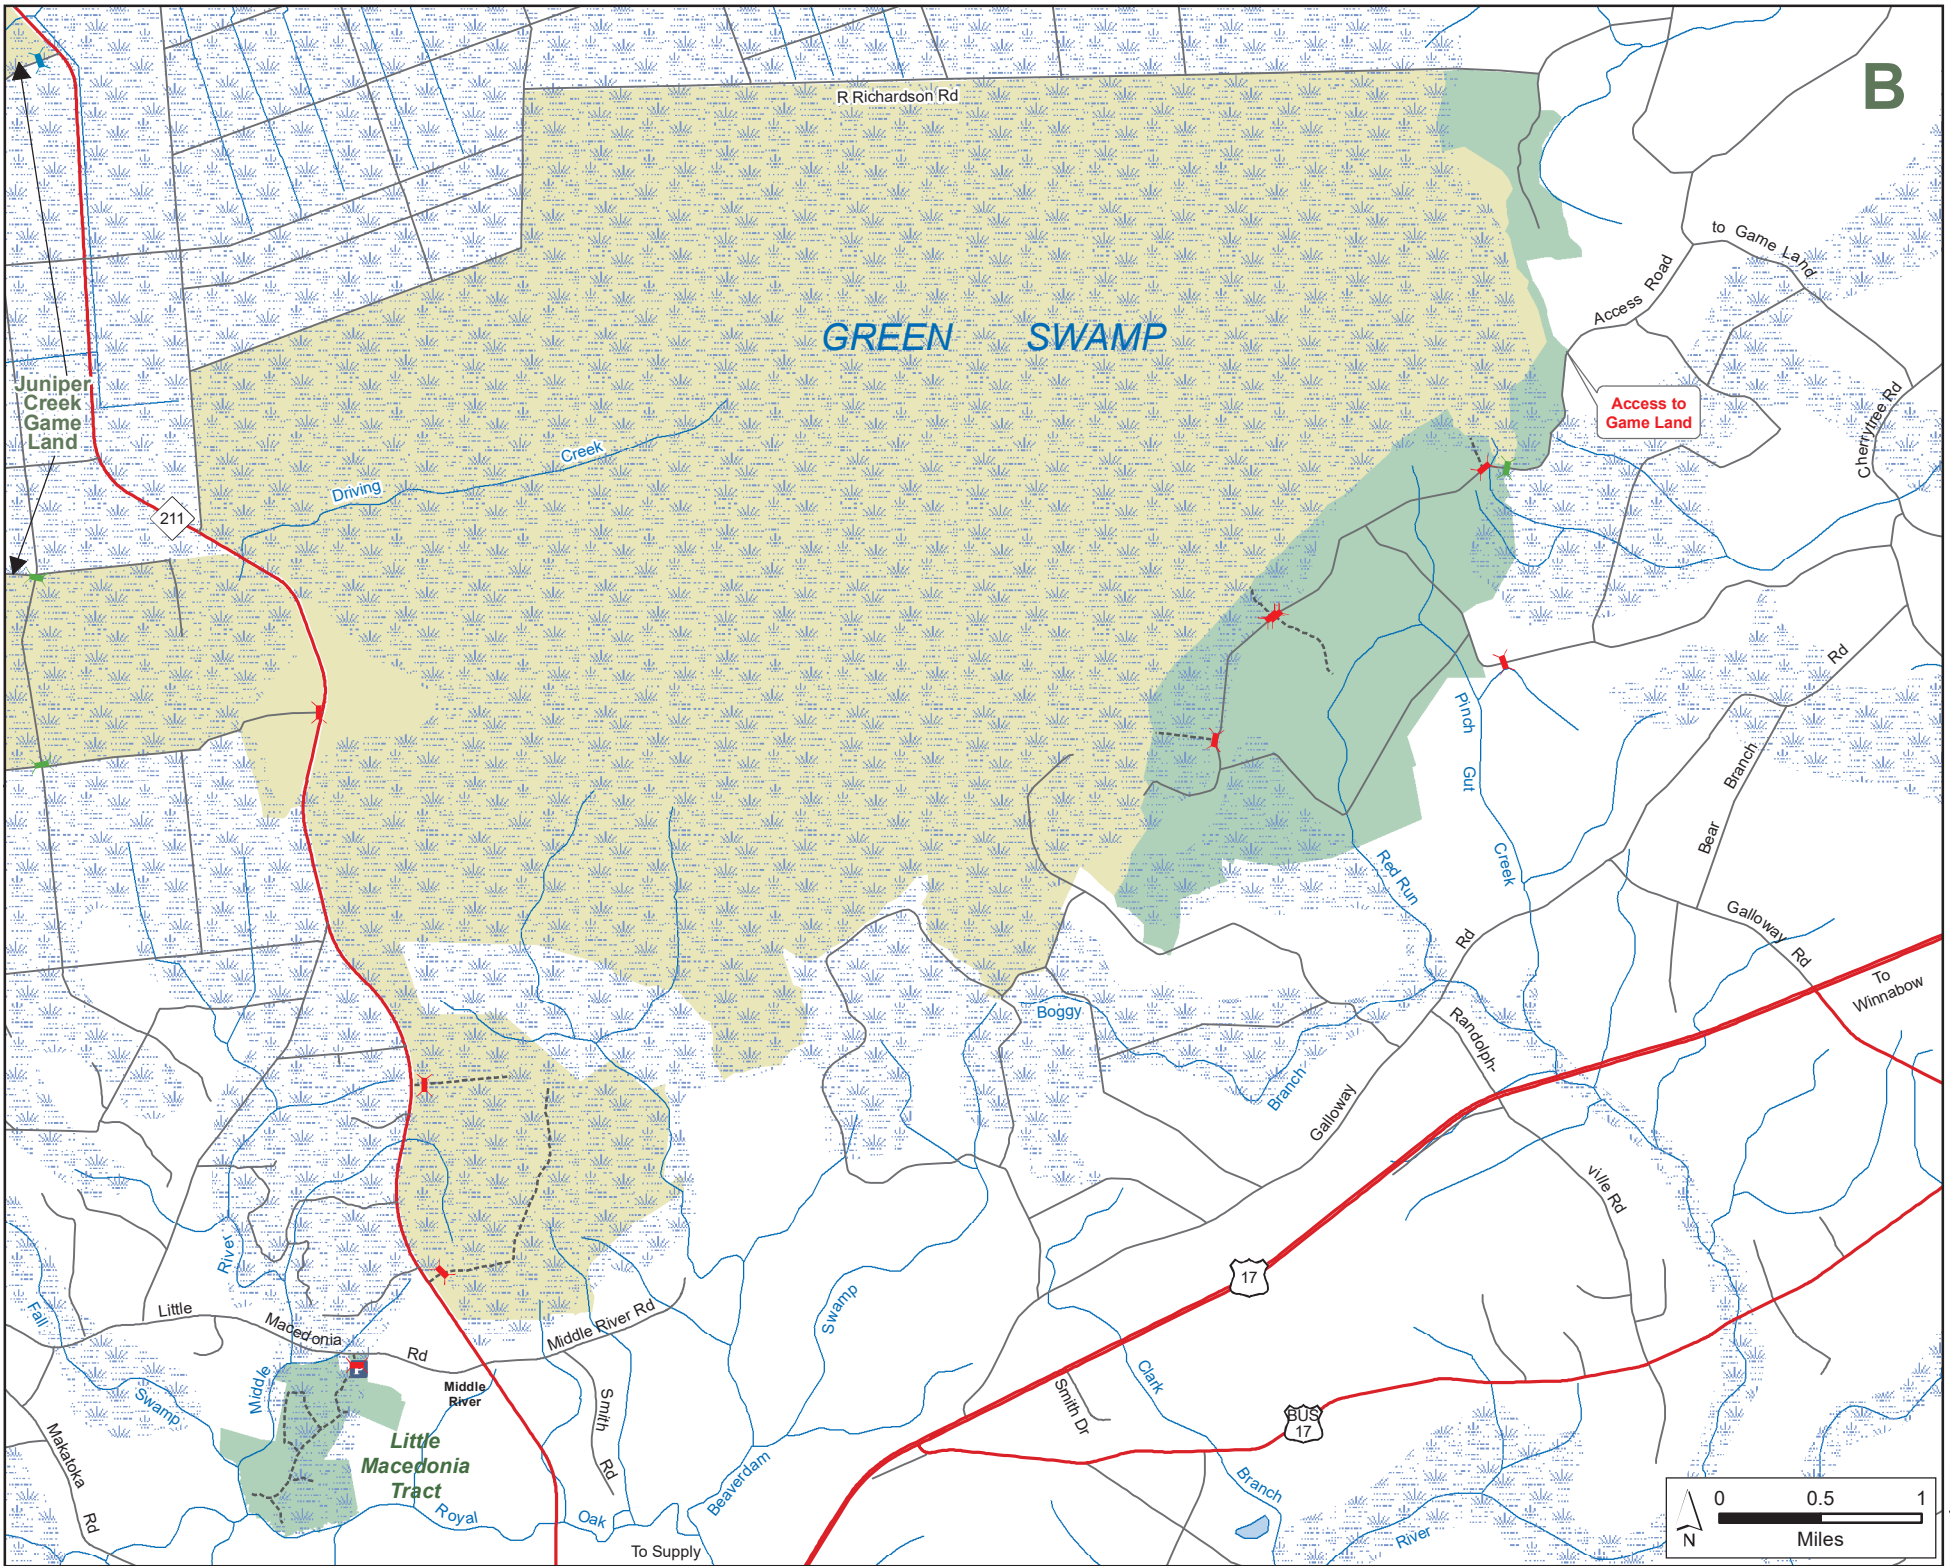 B
R Richardson Rd
to Game Land
Access Road
GREEN SWAMP
Juniper
Creek
Game
Land
Access to
Game Land
Cherrytree Rd
Driving Creek
211
Pinch Gut Creek
Bear Branch Rd
Red Run
Galloway Rd
Galloway Rd
To
Winnabow
Boggy Branch
Randolph-
ville Rd
17
River
Middle
Little Macedonia Rd
Middle River Rd
Fall
Swamp
P
Middle
River
Smith Rd
Swamp
Beaverdam
Clark
Branch
Smith Dr
BUS
17
Makatoka Rd
Little
Macedonia
Tract
Royal Oak
To Supply
River
N
0 0.5 1
Miles